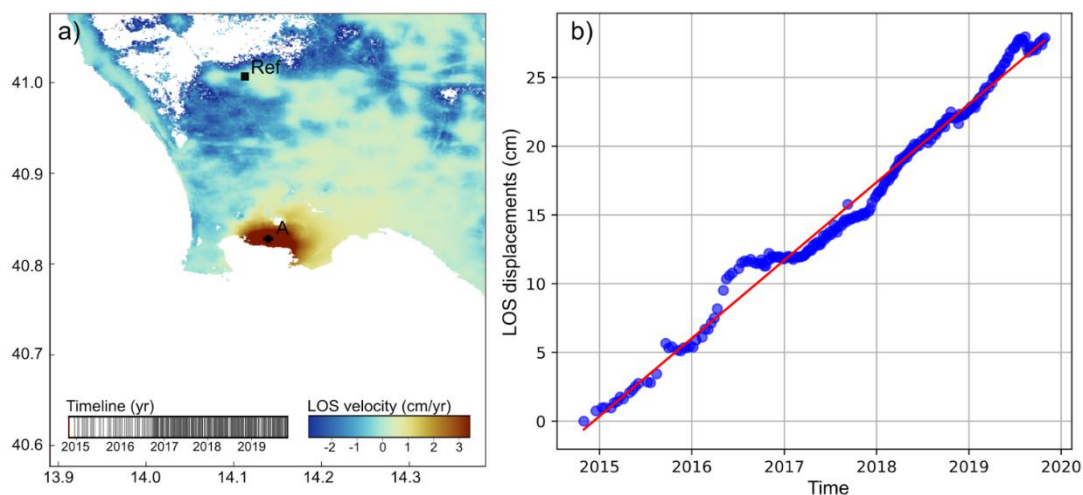 a)
Ref
A
41.0
40.9
40.8
40.7
40.6
Timeline (yr)
2015 2016 2017 2018 2019
LOS velocity (cm/yr)
-2 -1 0 1 2 3
13.9 14.0 14.1 14.2 14.3
b)
LOS displacements (cm)
25
20
15
10
5
0
2015 2016 2017 2018 2019 2020
Time